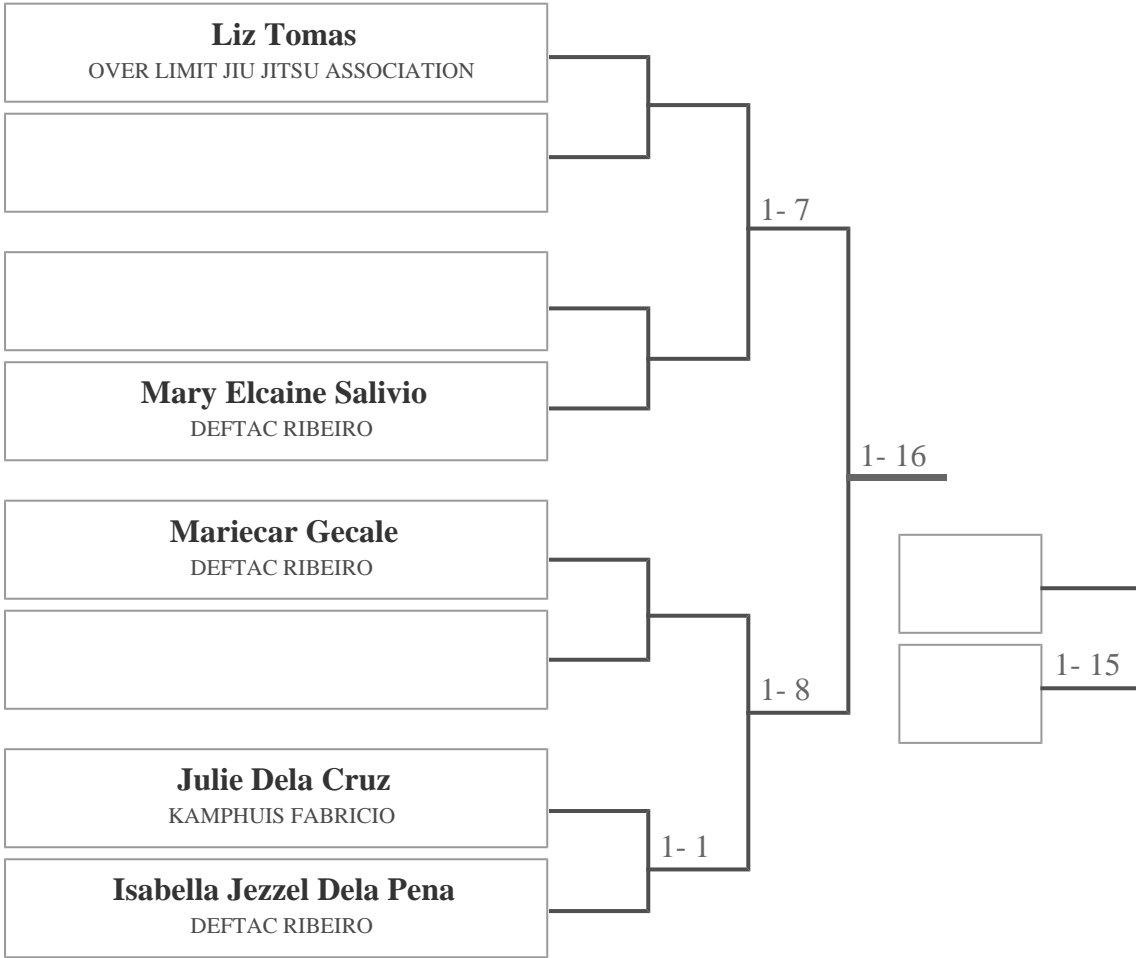 Liz Tomas
OVER LIMIT JIU JITSU ASSOCIATION
1- 7
Mary Elcaine Salivio
DEFTAC RIBEIRO
1- 16
Mariecar Gecale
DEFTAC RIBEIRO
1- 15
1- 8
Julie Dela Cruz
KAMPHUIS FABRICIO
1- 1
Isabella Jezzel Dela Pena
DEFTAC RIBEIRO